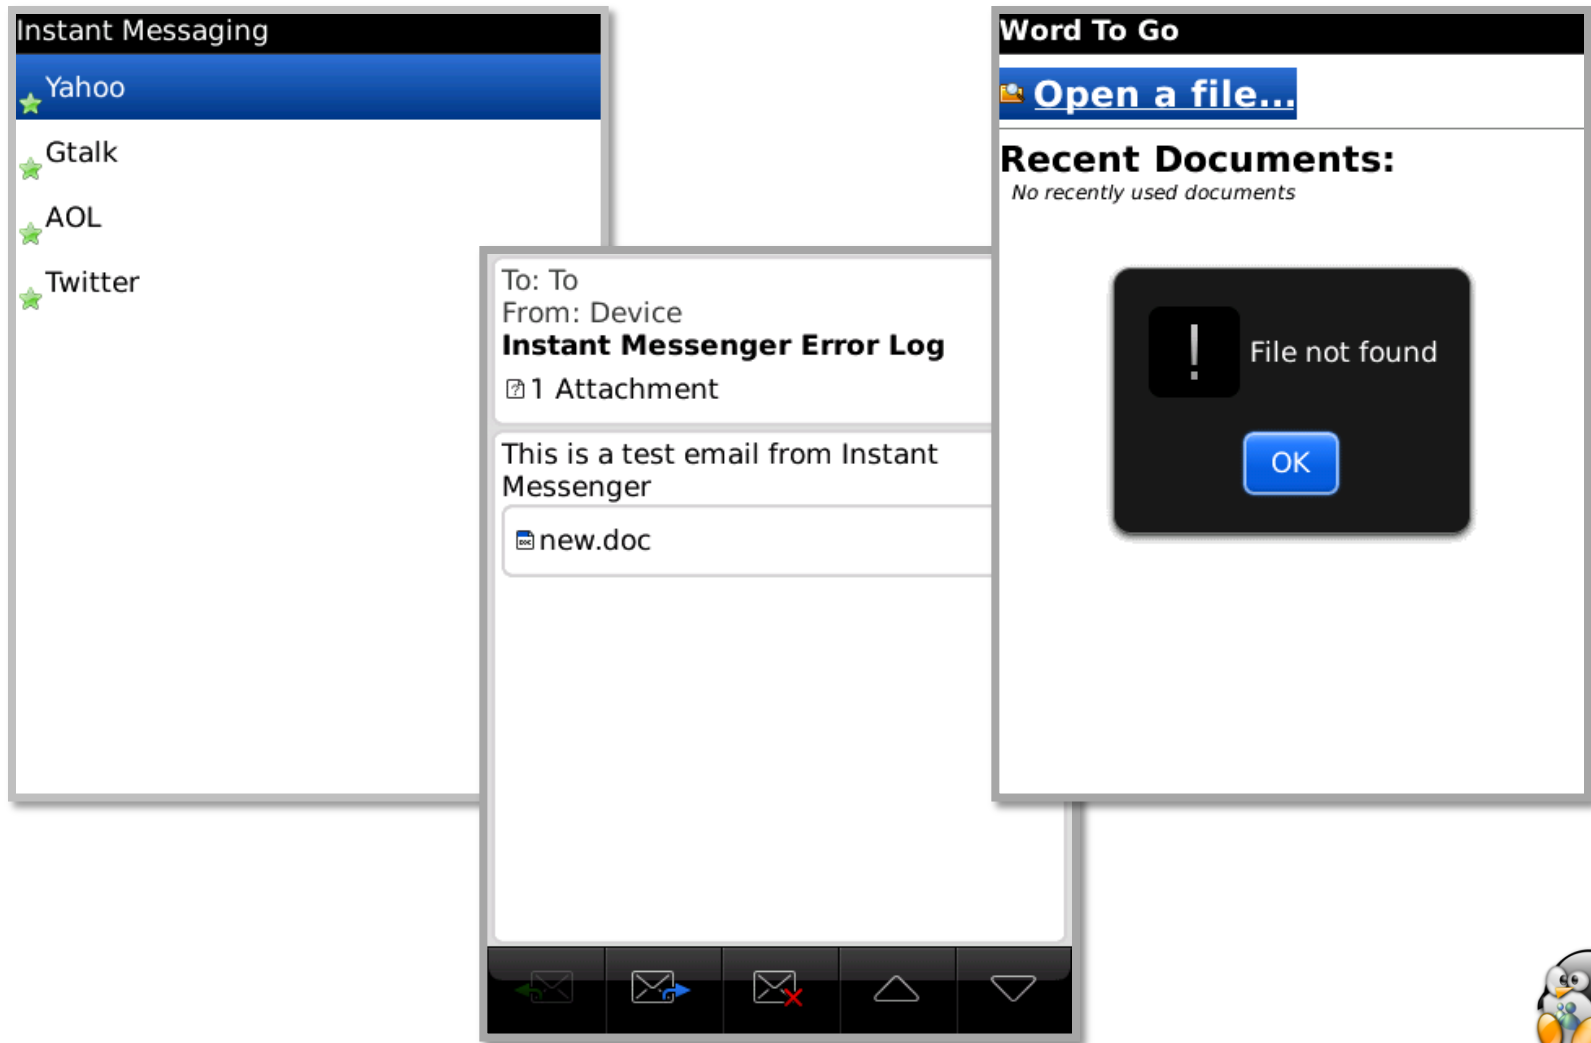 Instant Messaging
Yahoo
Gtalk
AOL
Twitter
To: To
From: Device
Instant Messenger Error Log
1 Attachment
This is a test email from Instant
Messenger
new.doc
Word To Go
Open a file...
Recent Documents:
No recently used documents
File not found
OK